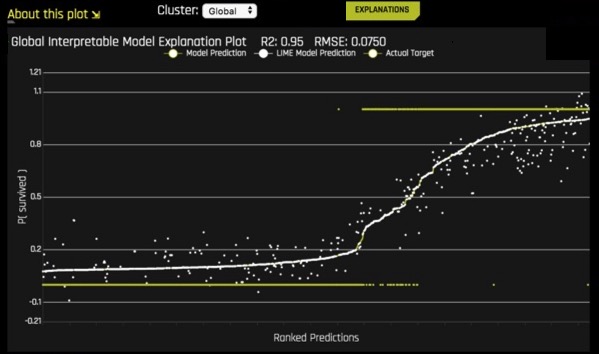 About this plot
Cluster: Global
EXPLANATIONS
Global Interpretable Model Explanation Plot R2: 0.95 RMSE: 0.0750
Model Prediction LIME Model Prediction Actual Target
1.21
1.1
0.8
0.5
0.2
-0.1
-0.21
P( survived )
Ranked Predictions